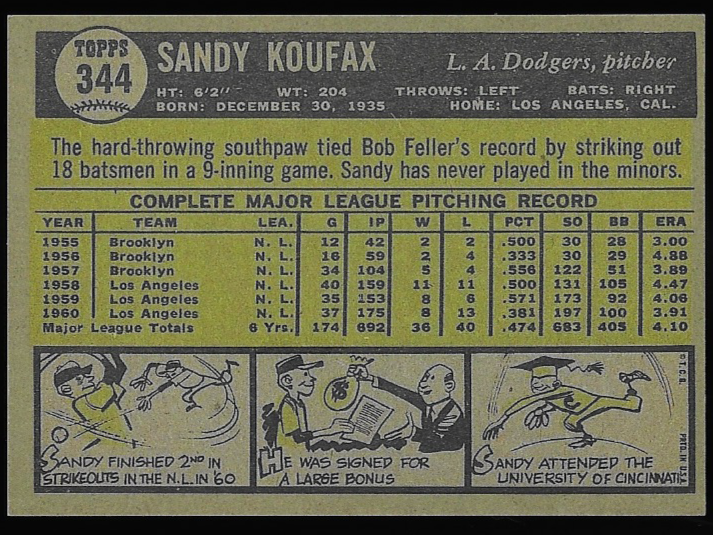 TOPPS
344
SANDY KOUFAX
L. A. Dodgers, pitcher
HT: 6'2" WT: 204 THROWS: LEFT BATS: RIGHT
BORN: DECEMBER 30, 1935 HOME: LOS ANGELES, CAL.
The hard-throwing southpaw tied Bob Feller's record by striking out
18 batsmen in a 9-inning game. Sandy has never played in the minors.
COMPLETE MAJOR LEAGUE PITCHING RECORD
YEAR TEAM LEA. G IP W L PCT SO BB ERA
1955 Brooklyn N. L. 12 42 2 2 .500 30 28 3.00
1956 Brooklyn N. L. 16 59 2 4 .333 30 29 4.88
1957 Brooklyn N. L. 34 104 5 4 .556 122 51 3.89
1958 Los Angeles N. L. 40 159 11 11 .500 131 105 4.47
1959 Los Angeles N. L. 35 153 8 6 .571 173 92 4.06
1960 Los Angeles N. L. 37 175 8 13 .381 197 100 3.91
Major League Totals 6 Yrs. 174 692 36 40 .474 683 405 4.10
SANDY FINISHED 2ND IN
STRIKEOUTS IN THE N.L. IN '60
$
HE WAS SIGNED FOR
A LARGE BONUS
SANDY ATTENDED THE
UNIVERSITY OF CINCINNATI
© T.C.G. PRTD. IN U.S.A.